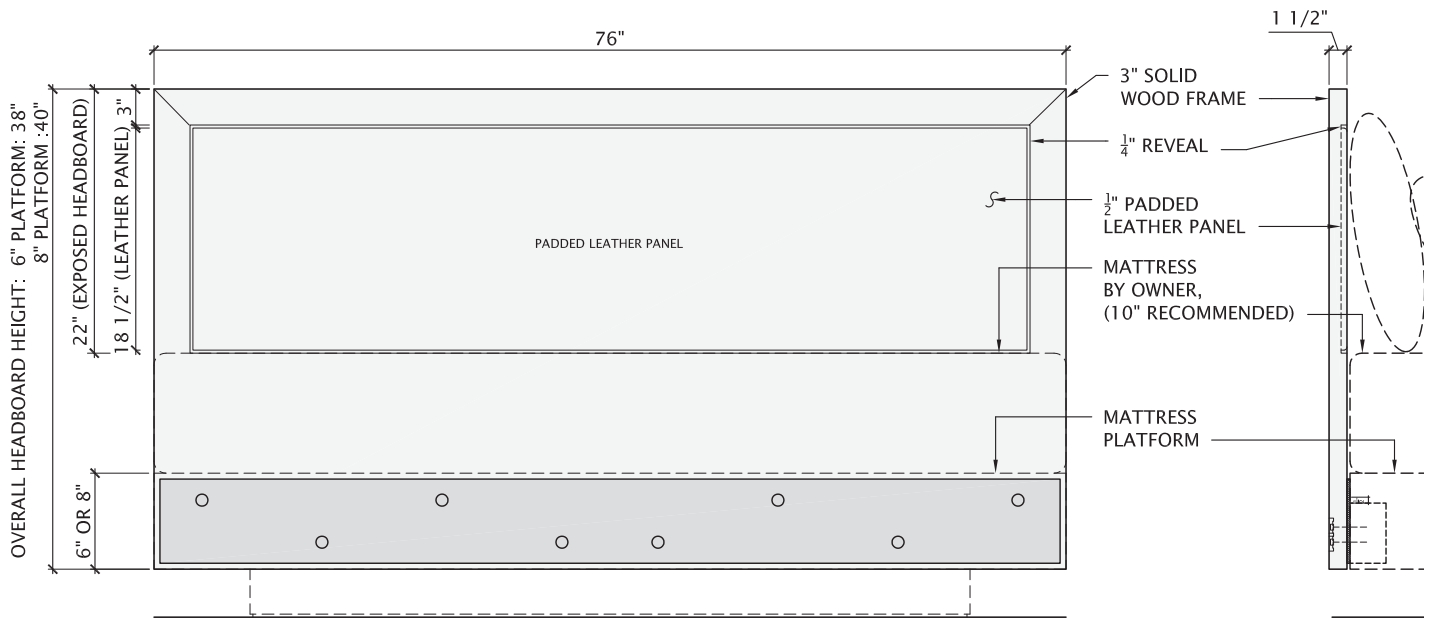 76"
1 1/2"
OVERALL HEADBOARD HEIGHT: 6" PLATFORM: 38"
8" PLATFORM :40"
22" (EXPOSED HEADBOARD)
3"
18 1/2" (LEATHER PANEL)
6" OR 8"
PADDED LEATHER PANEL
3" SOLID
WOOD FRAME
1/4" REVEAL
1/2" PADDED
LEATHER PANEL
MATTRESS
BY OWNER,
(10" RECOMMENDED)
MATTRESS
PLATFORM